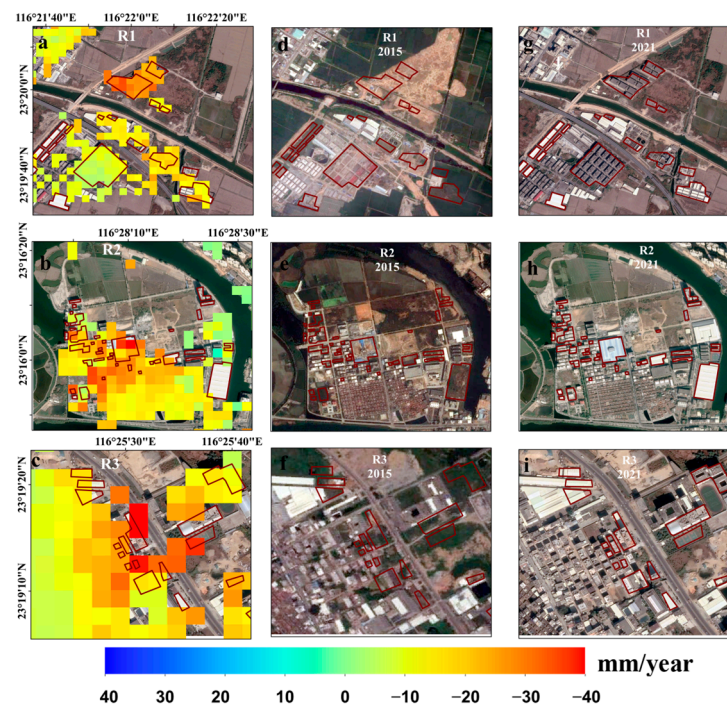 116°21'40"E 116°22'0"E 116°22'20"E
a R1
d R1
2015
g R1
2021
23°20'0"N
23°19'40"N
116°28'10"E 116°28'30"E
b R2
e R2
2015
h R2
2021
23°16'20"N
23°16'0"N
116°25'30"E 116°25'40"E
c R3
f R3
2015
i R3
2021
23°19'20"N
23°19'10"N
mm/year
40 30 20 10 0 −10 −20 −30 −40